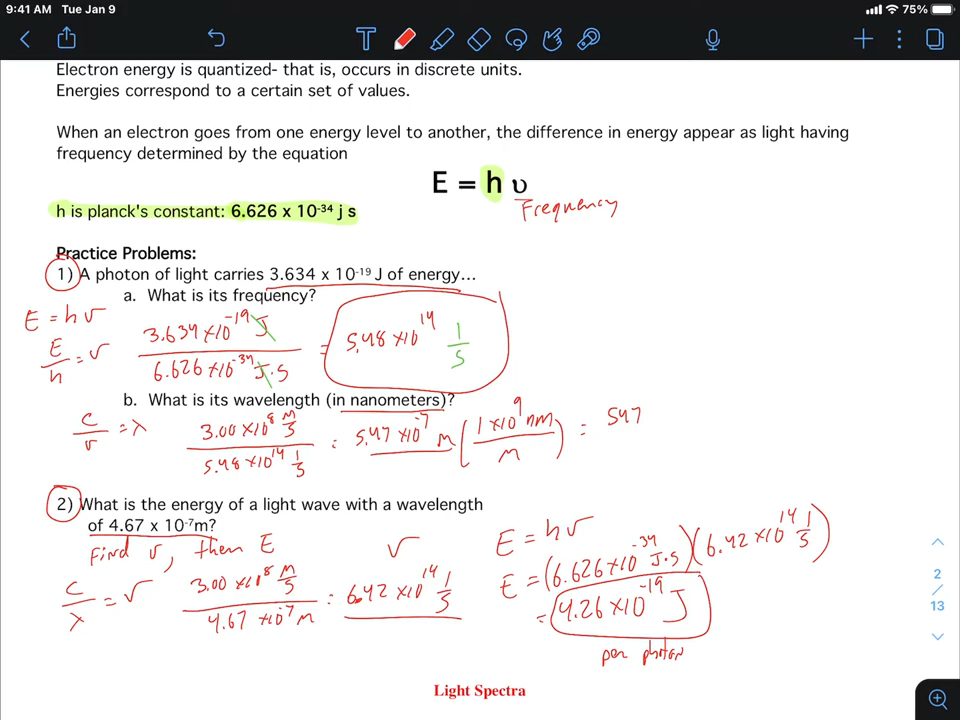 9:41 AM Tue Jan 9 75%
Electron energy is quantized- that is, occurs in discrete units.
Energies correspond to a certain set of values.
When an electron goes from one energy level to another, the difference in energy appear as light having
frequency determined by the equation
E = h υ
Frequency
h is planck's constant: 6.626 x 10⁻³⁴ j s
Practice Problems:
1) A photon of light carries 3.634 x 10⁻¹⁹ J of energy…
a. What is its frequency?
E = h ν
E/h = ν
3.634 × 10⁻¹⁹ J / 6.626 × 10⁻³⁴ J·s = 5.48 × 10¹⁴ 1/s
b. What is its wavelength (in nanometers)?
c/ν = λ
3.00 × 10⁸ m/s / 5.48 × 10¹⁴ 1/s = 5.47 × 10⁻⁷ m (1 × 10⁹ nm / m) = 547
2) What is the energy of a light wave with a wavelength
of 4.67 x 10⁻⁷m?
Find ν, then E
c/λ = ν
3.00 × 10⁸ m/s / 4.67 × 10⁻⁷ m = 6.42 × 10¹⁴ 1/s
ν
E = h ν
E = (6.626 × 10⁻³⁴ J·s)(6.42 × 10¹⁴ 1/s)
= 4.26 × 10⁻¹⁹ J
per photon
Light Spectra
2
/
13